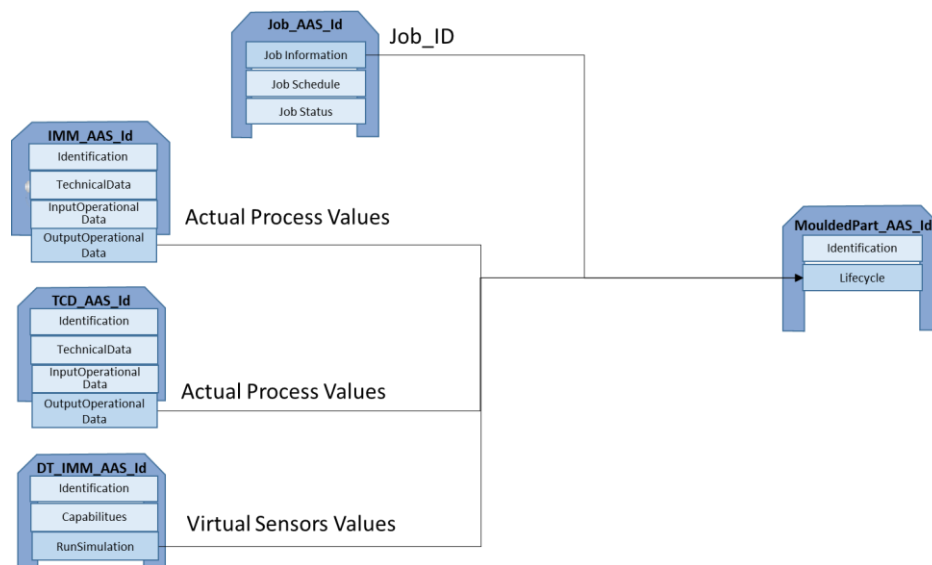 Job_AAS_Id
Job Information
Job Schedule
Job Status
Job_ID
IMM_AAS_Id
Identification
TechnicalData
InputOperational
Data
OutputOperational
Data
Actual Process Values
TCD_AAS_Id
Identification
TechnicalData
InputOperational
Data
OutputOperational
Data
Actual Process Values
DT_IMM_AAS_Id
Identification
Capabilitues
RunSimulation
Virtual Sensors Values
MouldedPart_AAS_Id
Identification
Lifecycle